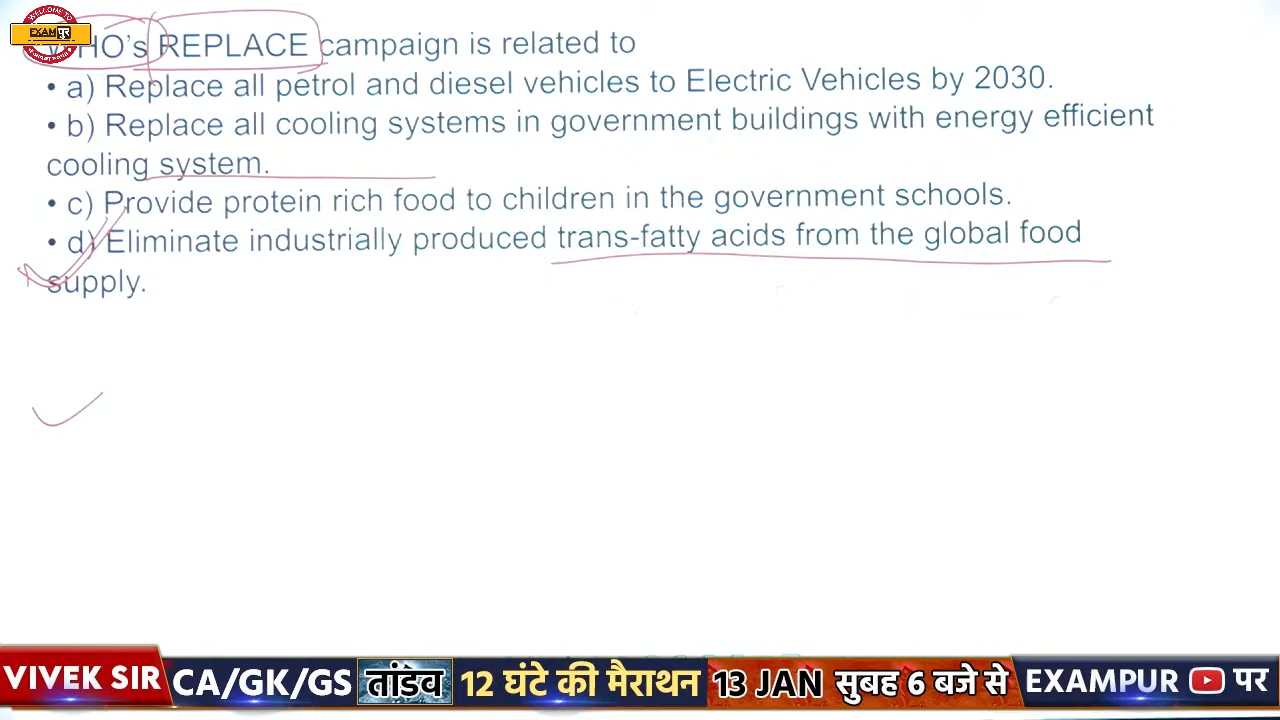 WELCOME TO
EXAMपुर
WHO's REPLACE campaign is related to
• a) Replace all petrol and diesel vehicles to Electric Vehicles by 2030.
• b) Replace all cooling systems in government buildings with energy efficient
cooling system.
• c) Provide protein rich food to children in the government schools.
• d) Eliminate industrially produced trans-fatty acids from the global food
supply.
VIVEK SIR CA/GK/GS तांडव 12 घंटे की मैराथन 13 JAN सुबह 6 बजे से EXAMPUR पर